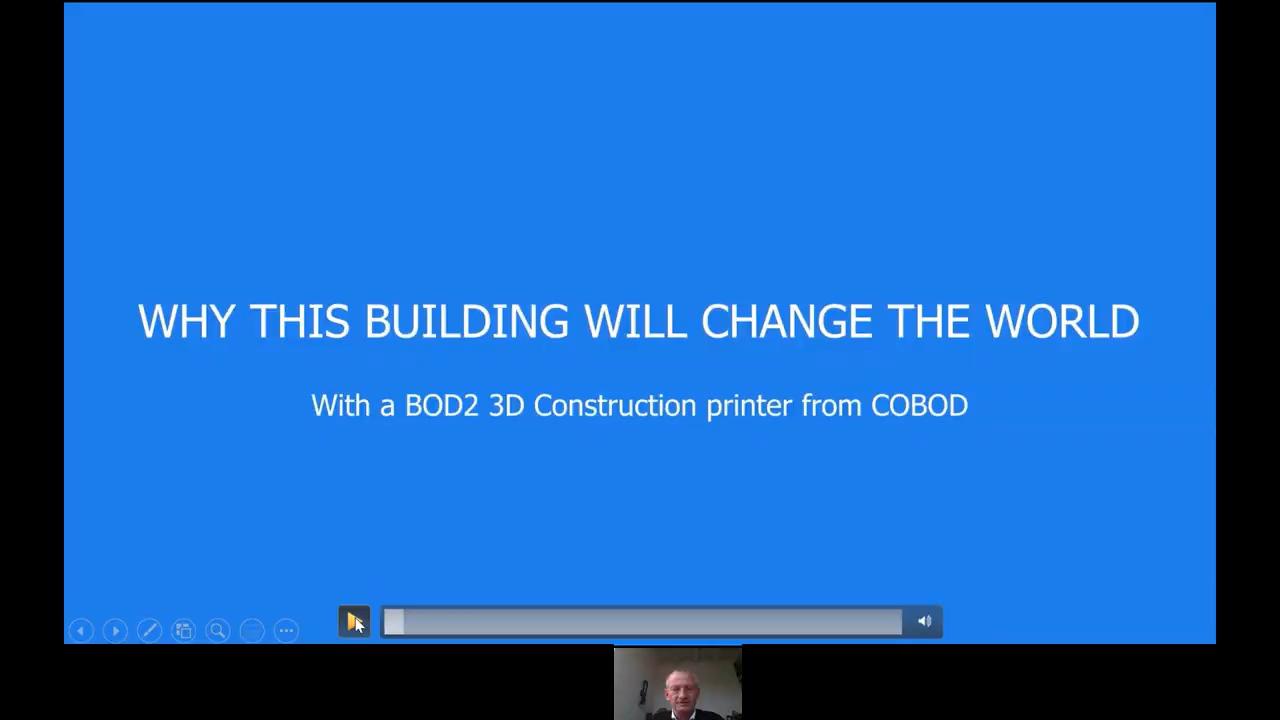 WHY THIS BUILDING WILL CHANGE THE WORLD
With a BOD2 3D Construction printer from COBOD